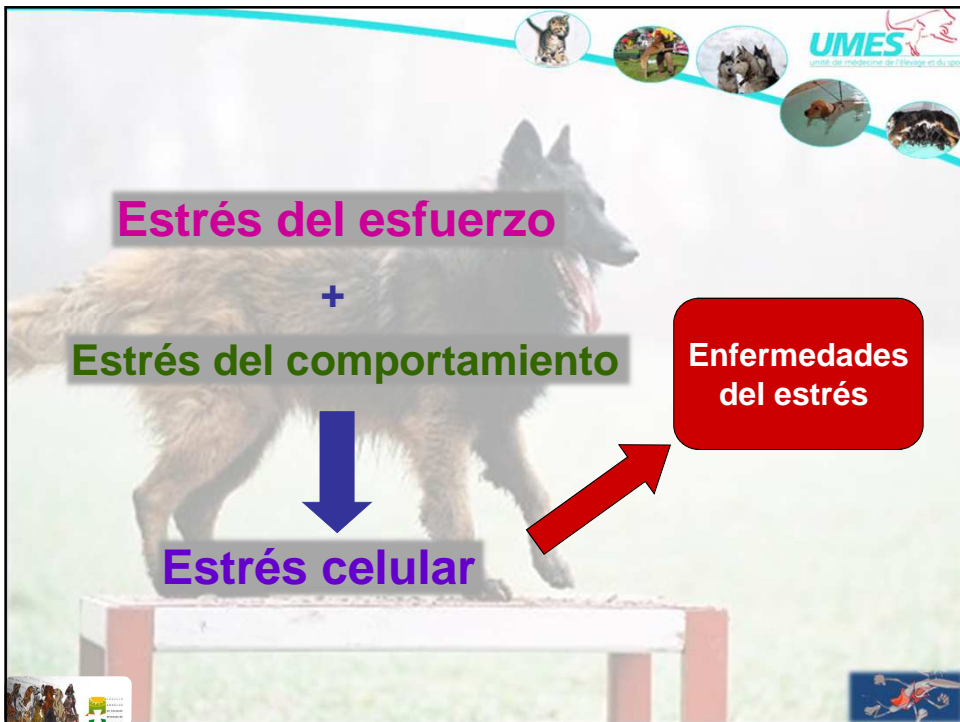 UMES
unité de médecine de l'élevage et du spo
Estrés del esfuerzo
+
Estrés del comportamiento
Enfermedades
del estrés
Estrés celular